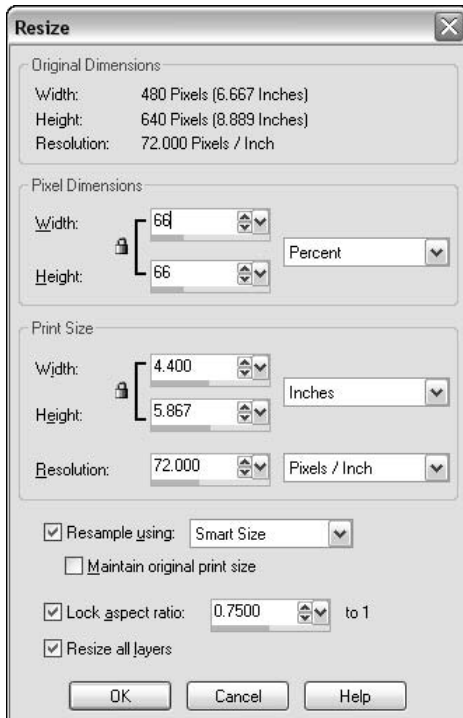 Resize
Original Dimensions
Width: 480 Pixels (6.667 Inches)
Height: 640 Pixels (8.889 Inches)
Resolution: 72.000 Pixels / Inch
Pixel Dimensions
Width: 66
Percent
Height: 66
Print Size
Width: 4.400
Inches
Height: 5.867
Resolution: 72.000 Pixels / Inch
Resample using: Smart Size
Maintain original print size
Lock aspect ratio: 0.7500 to 1
Resize all layers
OK Cancel Help